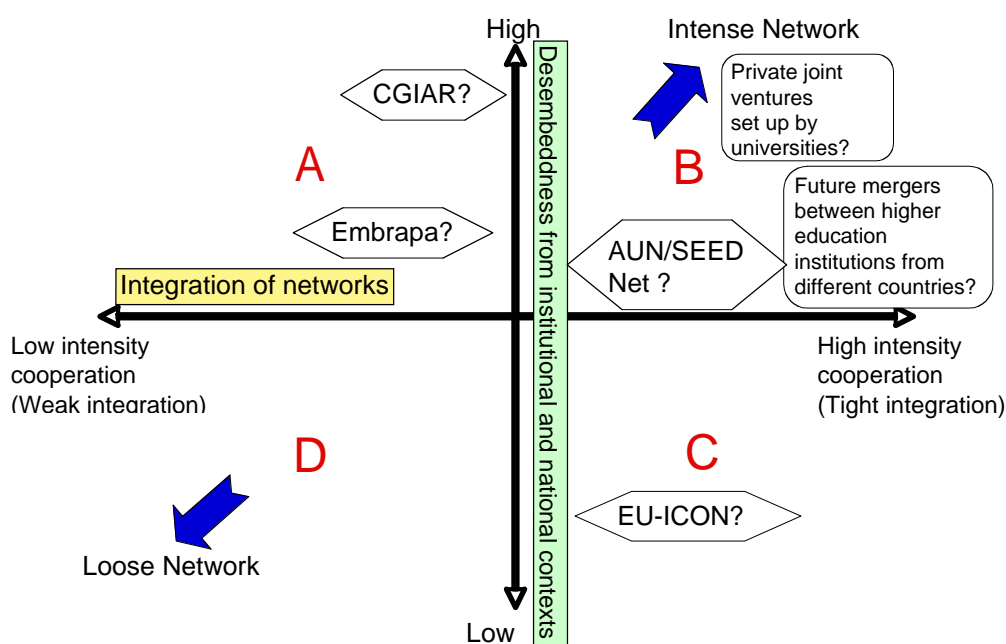 High
Intense Network
CGIAR?
Private joint
ventures
set up by
universities?
A
B
Desembeddness from institutional and national contexts
Future mergers
between higher
education
institutions from
different countries?
Embrapa?
AUN/SEED
Net ?
Integration of networks
Low intensity
cooperation
(Weak integration)
High intensity
cooperation
(Tight integration)
D
C
EU-ICON?
Loose Network
Low